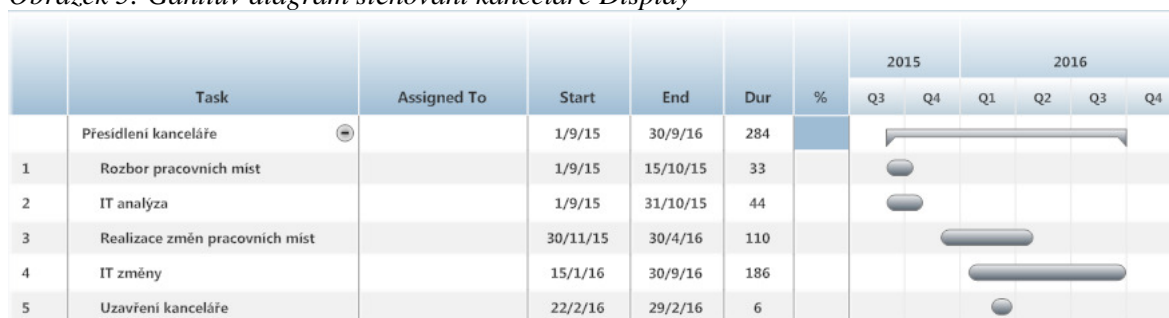 Obrázek 5: Ganttův diagram stěhování kanceláře Display
2015 2016
Task Assigned To Start End Dur % Q3 Q4 Q1 Q2 Q3 Q4
Přesídlení kanceláře 1/9/15 30/9/16 284
1 Rozbor pracovních míst 1/9/15 15/10/15 33
2 IT analýza 1/9/15 31/10/15 44
3 Realizace změn pracovních míst 30/11/15 30/4/16 110
4 IT změny 15/1/16 30/9/16 186
5 Uzavření kanceláře 22/2/16 29/2/16 6